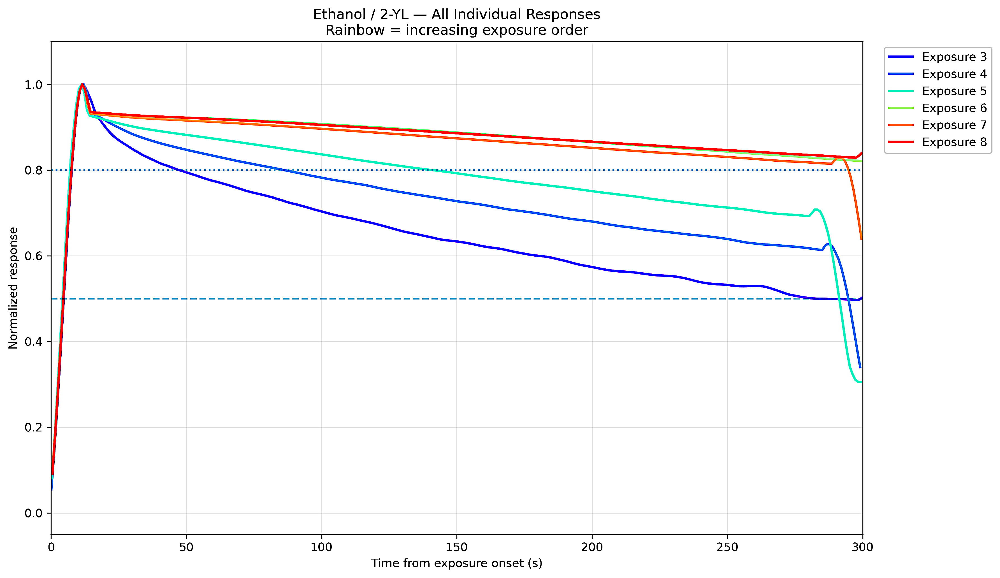 Ethanol / 2-YL — All Individual Responses
Rainbow = increasing exposure order
Exposure 3
Exposure 4
Exposure 5
Exposure 6
Exposure 7
Exposure 8
Normalized response
1.0
0.8
0.6
0.4
0.2
0.0
0
50
100
150
200
250
300
Time from exposure onset (s)